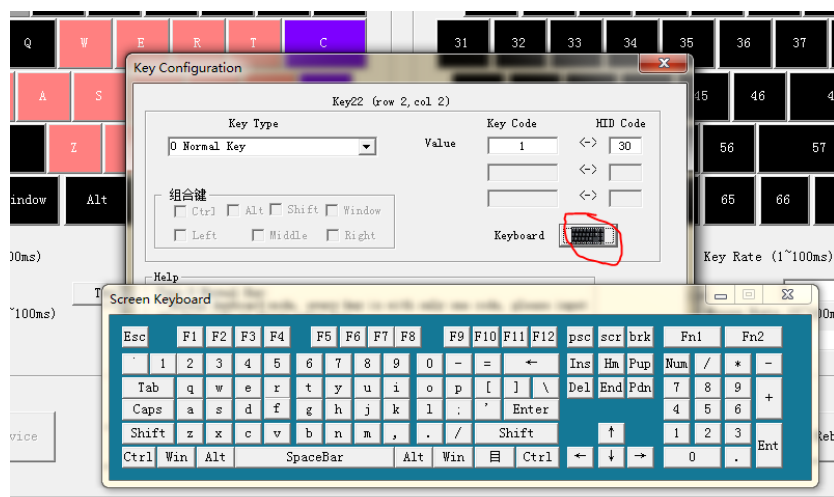 Q W E R T C 31 32 33 34 35 36 37
Key Configuration
A S 45 46 4
Key22 (row 2, col 2)
Key Type Key Code HID Code
0 Normal Key Value 1 <-> 30
Z 56 57
<-> 
组合键 <->
indow Alt 65 66
Ctrl Alt Shift Window
Left Middle Right Keyboard
00ms) Key Rate (1~100ms)
Help
T
Screen Keyboard
~100ms)
Esc F1 F2 F3 F4 F5 F6 F7 F8 F9 F10 F11 F12 psc scr brk Fn1 Fn2
` 1 2 3 4 5 6 7 8 9 0 - = ← Ins Hm Pup Num / * -
Tab q w e r t y u i o p [ ] \ Del End Pdn 7 8 9 +
Caps a s d f g h j k l ; ' Enter 4 5 6
Shift z x c v b n m , . / Shift ↑ 1 2 3 Ent
vice Reb
Ctrl Win Alt SpaceBar Alt Win 目 Ctrl ← ↓ → 0 .